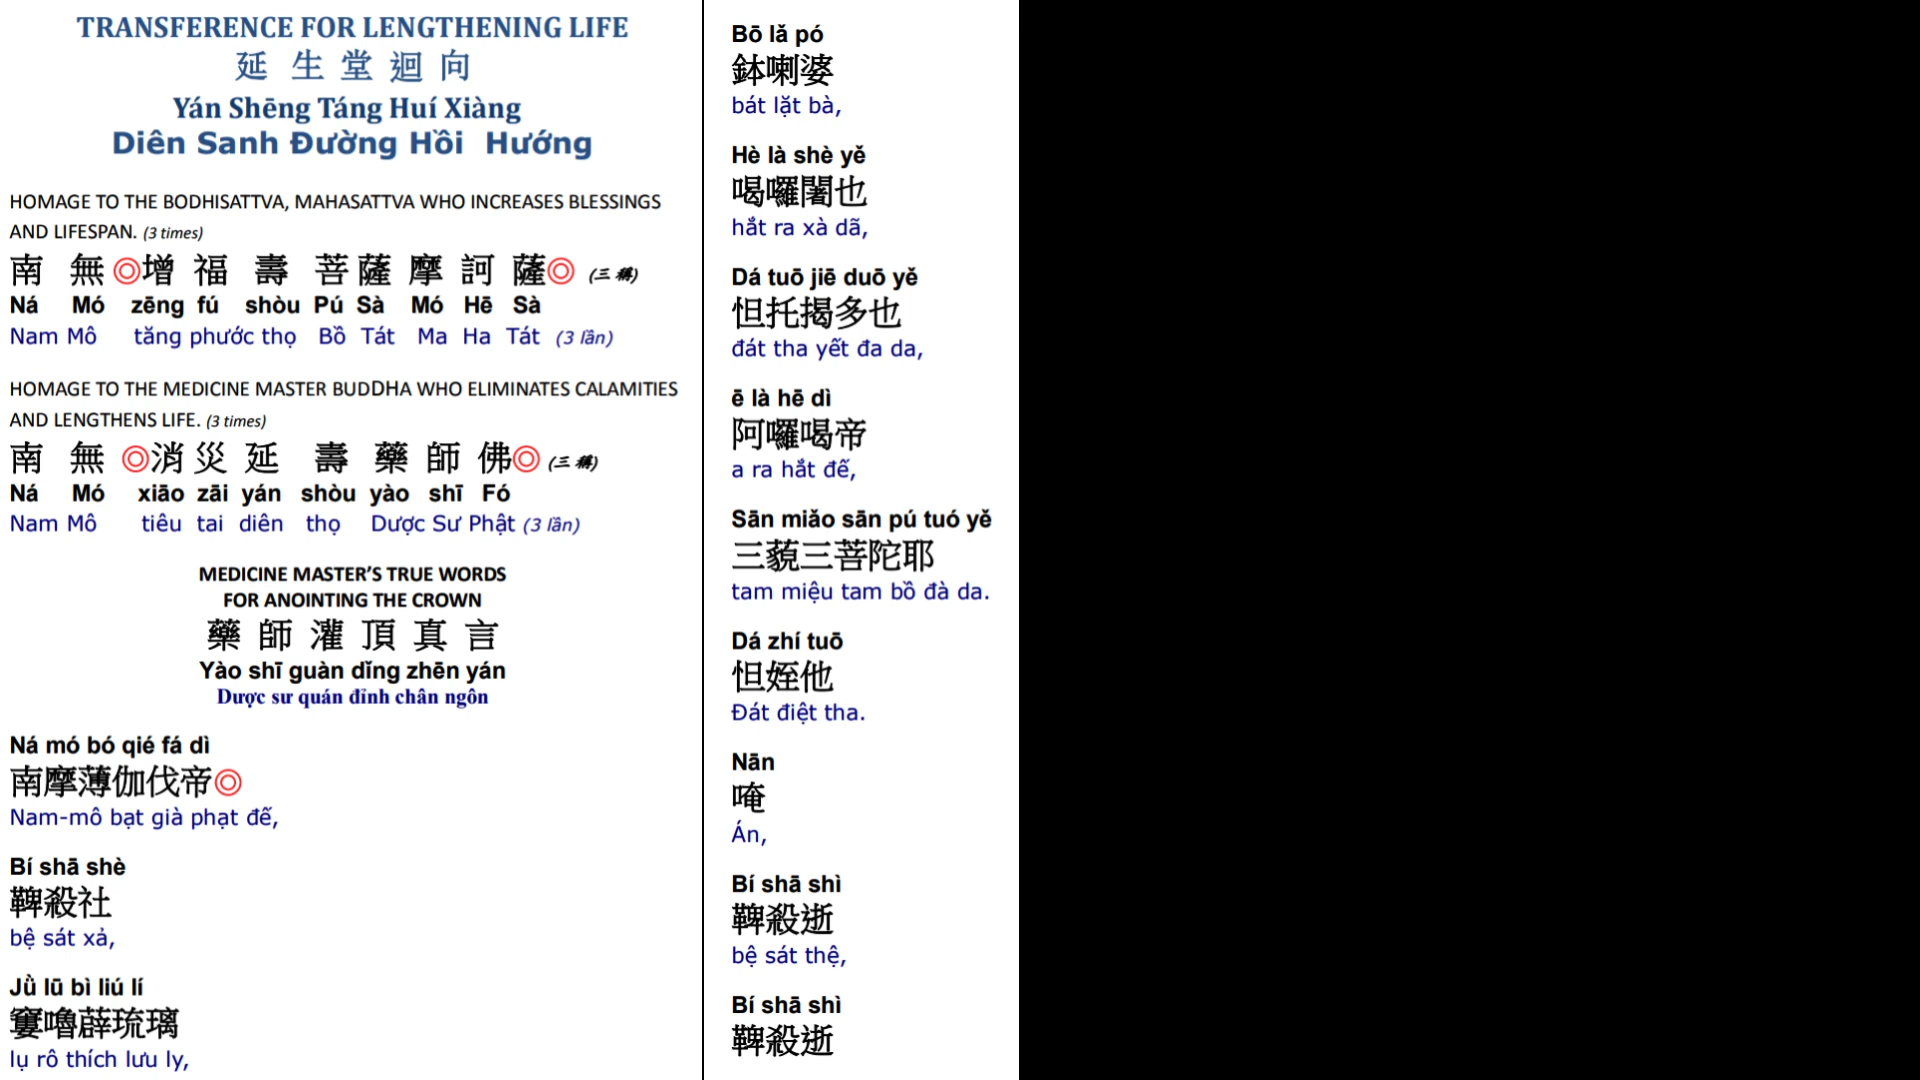 TRANSFERENCE FOR LENGTHENING LIFE
延 生 堂 迴 向
Yán Shēng Táng Huí Xiàng
Diên Sanh Đường Hồi Hướng
HOMAGE TO THE BODHISATTVA, MAHASATTVA WHO INCREASES BLESSINGS
AND LIFESPAN. (3 times)
南 無 ◎增 福 壽 菩 薩 摩 訶 薩◎ (三 稱)
Ná Mó zēng fú shòu Pú Sà Mó Hē Sà
Nam Mô tăng phước thọ Bồ Tát Ma Ha Tát (3 lần)
HOMAGE TO THE MEDICINE MASTER BUDDHA WHO ELIMINATES CALAMITIES
AND LENGTHENS LIFE. (3 times)
南 無 ◎消 災 延 壽 藥 師 佛◎ (三 稱)
Ná Mó xiāo zāi yán shòu yào shī Fó
Nam Mô tiêu tai diên thọ Dược Sư Phật (3 lần)
MEDICINE MASTER’S TRUE WORDS
FOR ANOINTING THE CROWN
藥 師 灌 頂 真 言
Yào shī guàn dǐng zhēn yán
Dược sư quán đỉnh chân ngôn
Ná mó bó qié fá dì
南摩薄伽伐帝◎
Nam-mô bạt già phạt đế,
Bí shā shè
鞞殺社
bệ sát xả,
Jǜ lū bì liú lí
窶嚕薜琉璃
lụ rô thích lưu ly,
Bō lǎ pó
鉢喇婆
bát lặt bà,
Hè là shè yě
喝囉闍也
hắt ra xà dã,
Dá tuō jiē duō yě
怛托揭多也
đát tha yết đa da,
ē là hē dì
阿囉喝帝
a ra hắt đế,
Sān miǎo sān pú tuó yě
三藐三菩陀耶
tam miệu tam bồ đà da.
Dá zhí tuō
怛姪他
Đát điệt tha.
Nān
唵
Án,
Bí shā shì
鞞殺逝
bệ sát thệ,
Bí shā shì
鞞殺逝